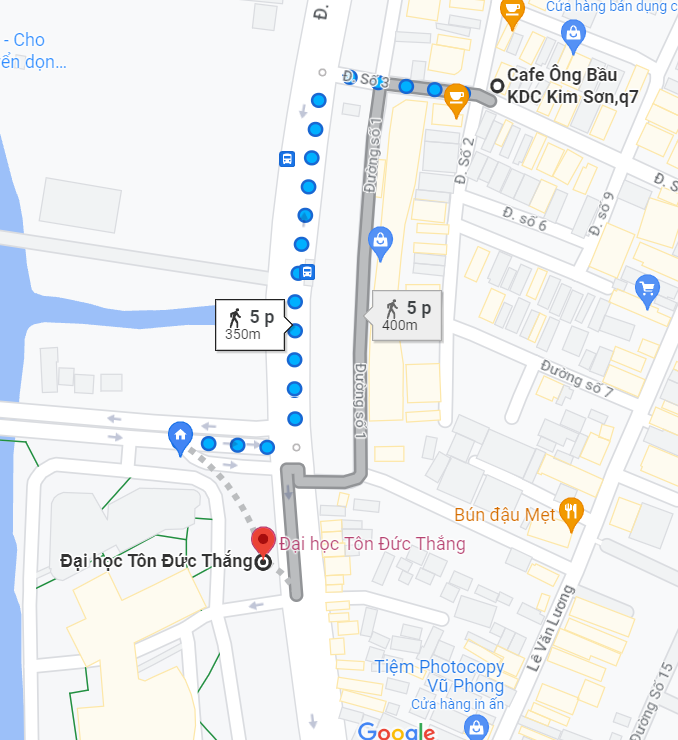 Đ.
Cửa hàng bán dụng c
- Cho
ển dọn...
Đ. Số 3
Cafe Ông Bầu
KDC Kim Sơn,q7
Đường số 1
Đ. Số 2
Đ. S
Đ. số 9
Đ. số 6
5 p
350m
5 p
400m
Đường số 1
Đường số 7
Bún đậu Mẹt
Đại học Tôn Đức Thắng
Đại học Tôn Đức Thắng
Lê Văn Lương
Tiệm Photocopy
Vũ Phong
Cửa hàng in ấn
Đường Số 15
Google